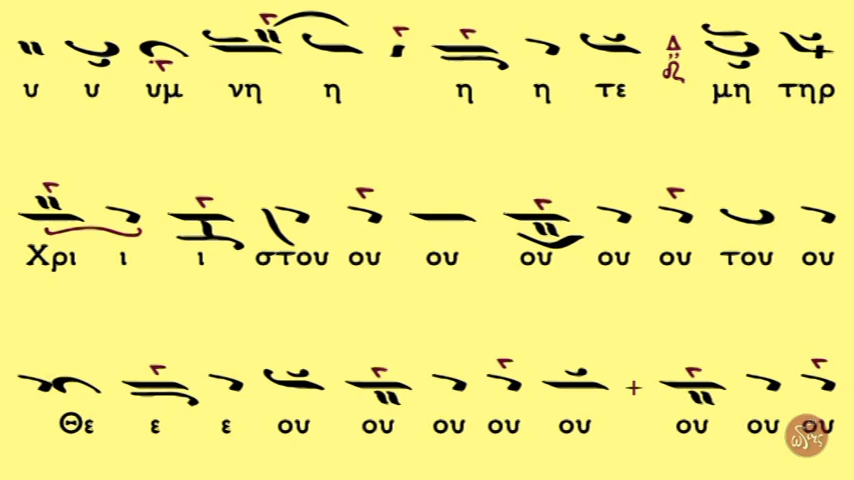 υ υ υμ νη η η η τε μη τηρ
Χρι ι ι στου ου ου ου ου ου του ου
Θε ε ε ου ου ου ου ου ου ου ου